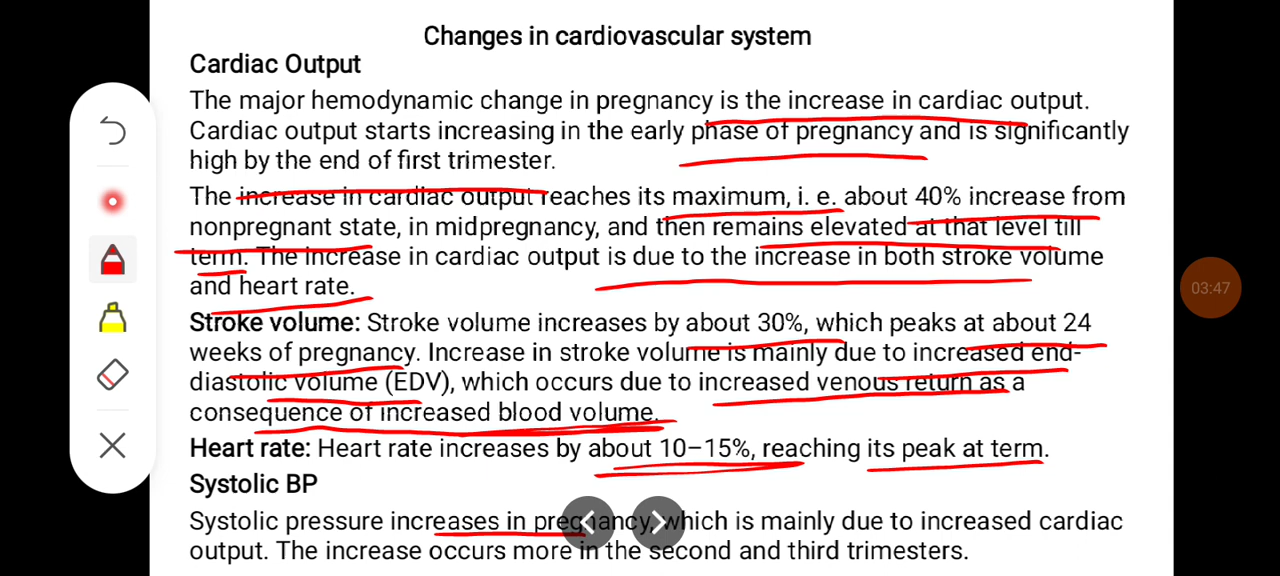 Changes in cardiovascular system
Cardiac Output
The major hemodynamic change in pregnancy is the increase in cardiac output.
Cardiac output starts increasing in the early phase of pregnancy and is significantly
high by the end of first trimester.
The increase in cardiac output reaches its maximum, i. e. about 40% increase from
nonpregnant state, in midpregnancy, and then remains elevated at that level till
term. The increase in cardiac output is due to the increase in both stroke volume
and heart rate.
Stroke volume: Stroke volume increases by about 30%, which peaks at about 24
weeks of pregnancy. Increase in stroke volume is mainly due to increased end-
diastolic volume (EDV), which occurs due to increased venous return as a
consequence of increased blood volume.
03:47
Heart rate: Heart rate increases by about 10–15%, reaching its peak at term.
Systolic BP
Systolic pressure increases in pregnancy, which is mainly due to increased cardiac
output. The increase occurs more in the second and third trimesters.